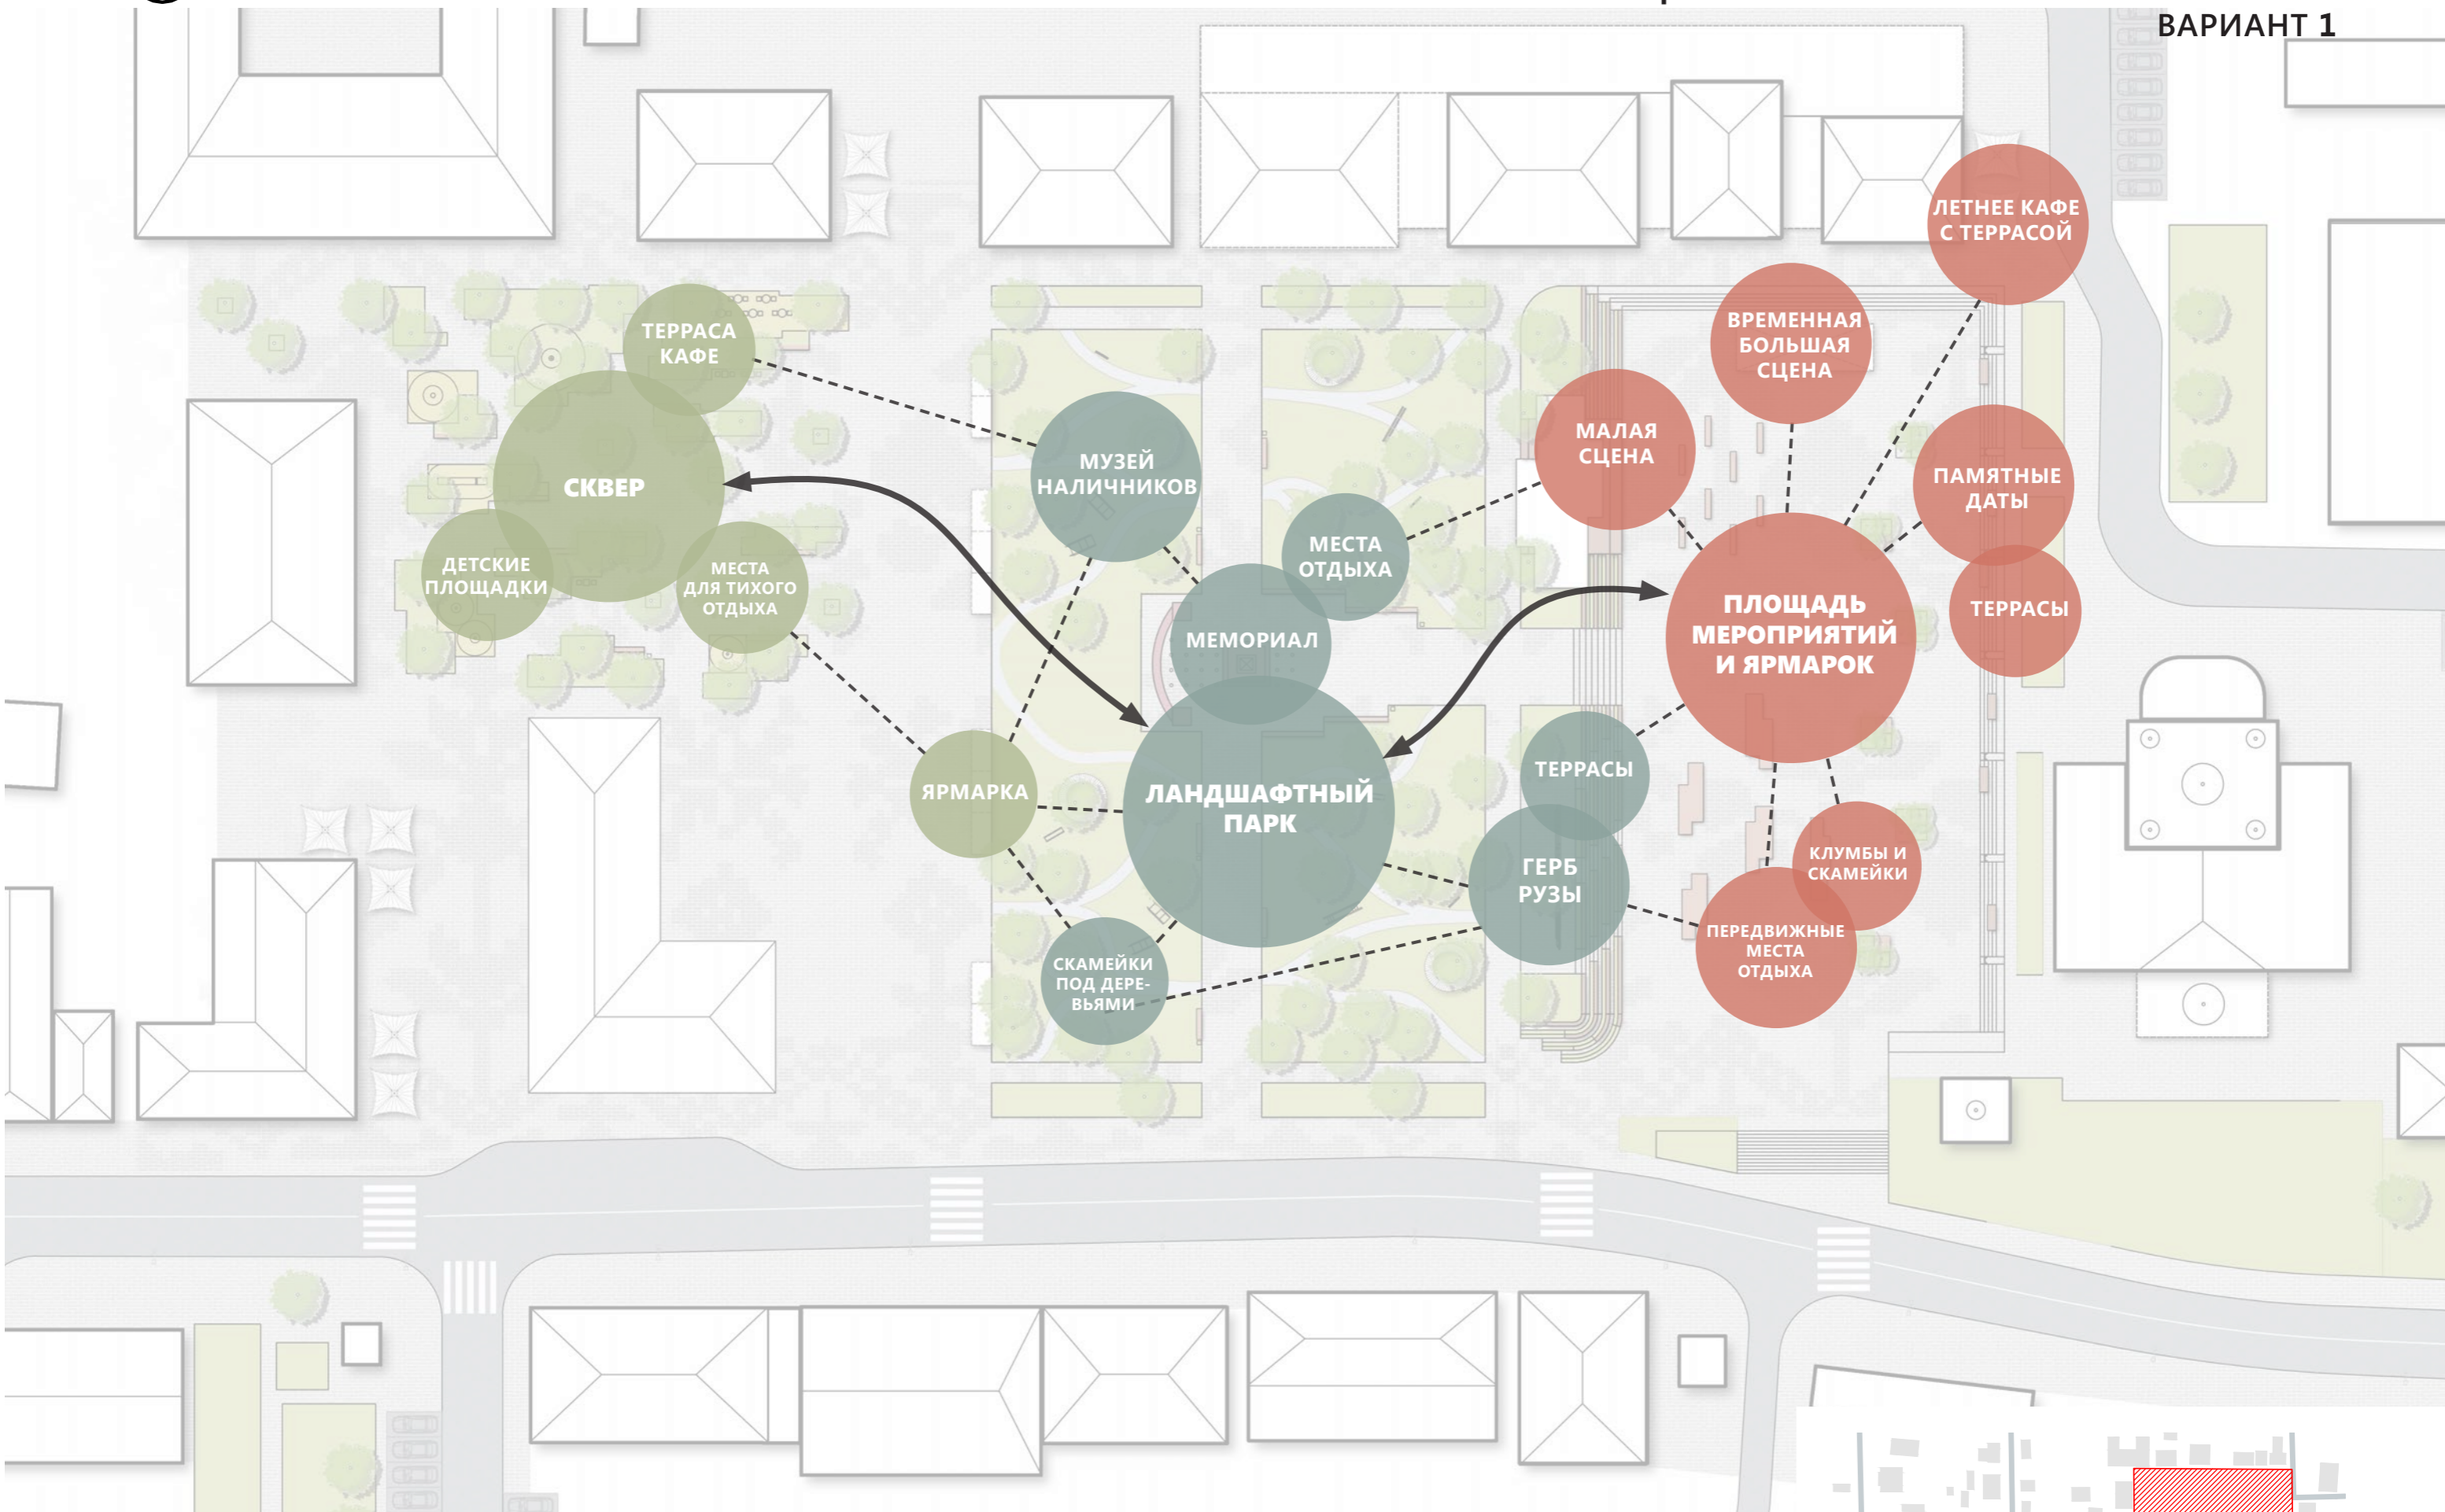 ВАРИАНТ 1
ЛЕТНЕЕ КАФЕ
С ТЕРРАСОЙ
ТЕРРАСА
КАФЕ
ВРЕМЕННАЯ
БОЛЬШАЯ
СЦЕНА
МАЛАЯ
СЦЕНА
МУЗЕЙ
НАЛИЧНИКОВ
СКВЕР
ПАМЯТНЫЕ
ДАТЫ
МЕСТА
ОТДЫХА
ДЕТСКИЕ
ПЛОЩАДКИ
МЕСТА
ДЛЯ ТИХОГО
ОТДЫХА
МЕМОРИАЛ
ПЛОЩАДЬ
МЕРОПРИЯТИЙ
И ЯРМАРОК
ТЕРРАСЫ
ЯРМАРКА
ЛАНДШАФТНЫЙ
ПАРК
ТЕРРАСЫ
ГЕРБ
РУЗЫ
КЛУМБЫ И
СКАМЕЙКИ
ПЕРЕДВИЖНЫЕ
МЕСТА
ОТДЫХА
СКАМЕЙКИ
ПОД ДЕРЕ-
ВЬЯМИ